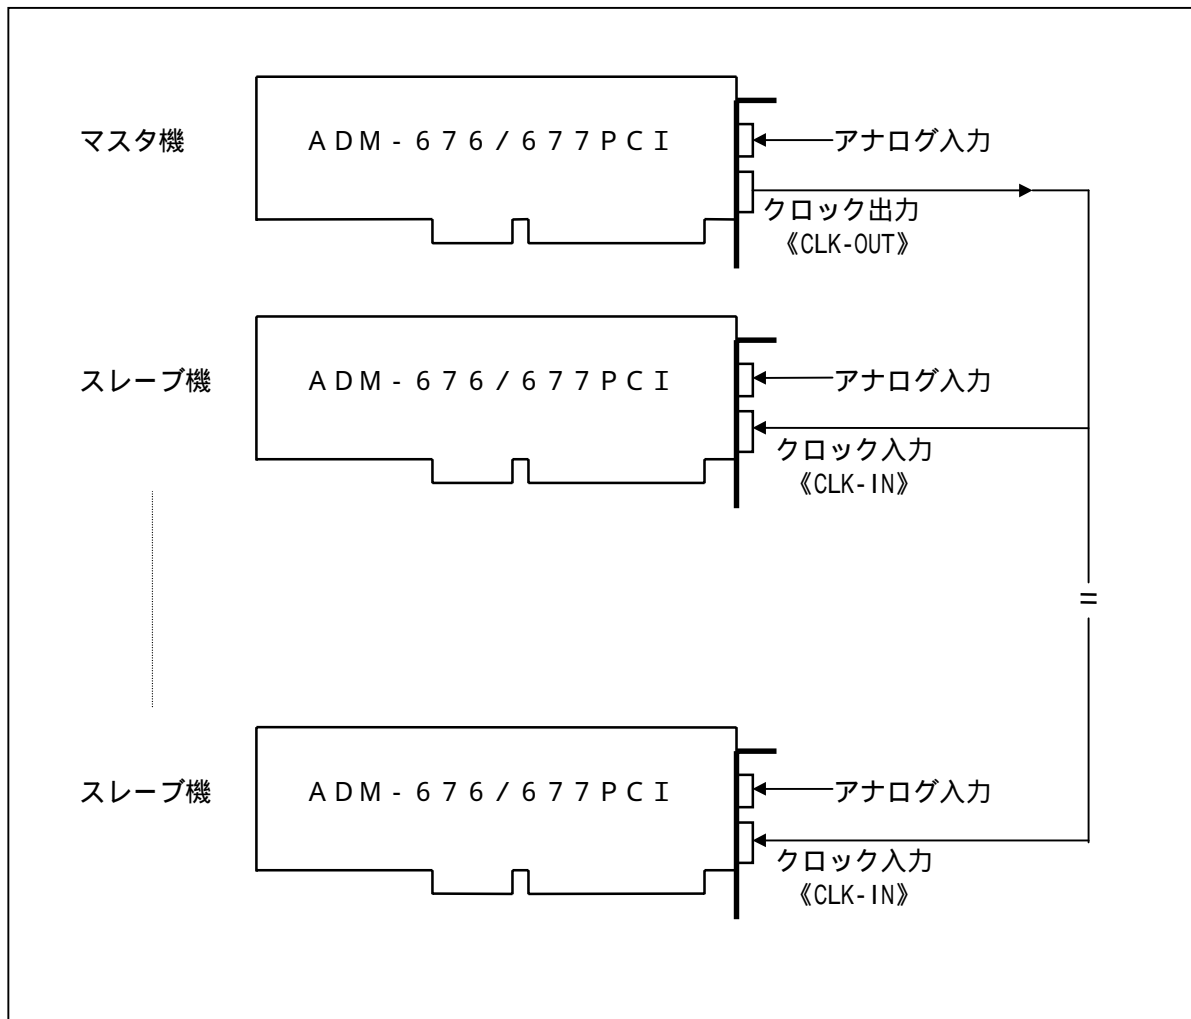 マスタ機
ADM-676/677PCI
アナログ入力
クロック出力
《CLK-OUT》
スレーブ機
ADM-676/677PCI
アナログ入力
クロック入力
《CLK-IN》
=
スレーブ機
ADM-676/677PCI
アナログ入力
クロック入力
《CLK-IN》